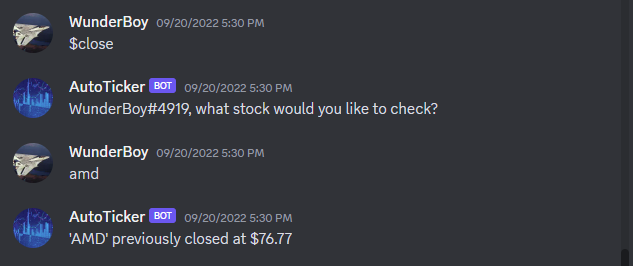 WunderBoy 09/20/2022 5:30 PM
$close
AutoTicker BOT 09/20/2022 5:30 PM
WunderBoy#4919, what stock would you like to check?
WunderBoy 09/20/2022 5:30 PM
amd
AutoTicker BOT 09/20/2022 5:30 PM
'AMD' previously closed at $76.77